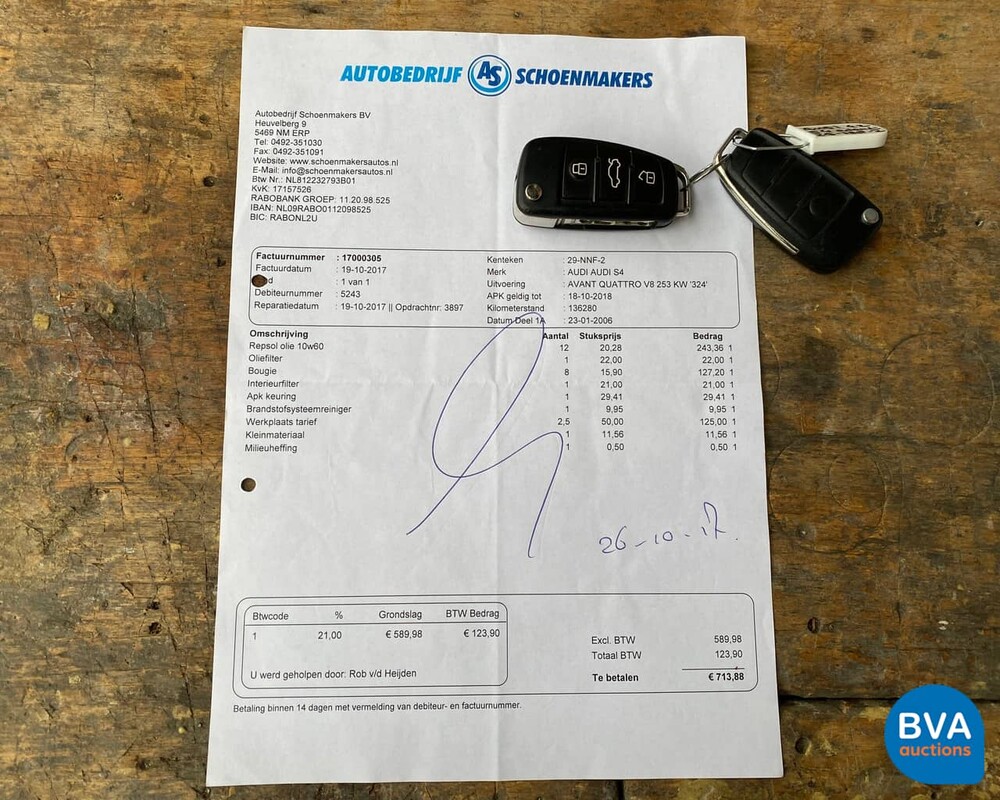 AUTOBEDRIJF AS SCHOENMAKERS
Autobedrijf Schoenmakers BV
Heuvelberg 9
5469 NM ERP
Tel: 0492-351030
Fax: 0492-351091
Website: www.schoenmakersautos.nl
E-Mail: info@schoenmakersautos.nl
Btw Nr.: NL812232793B01
KvK: 17157526
RABOBANK GROEP: 11.20.98.525
IBAN: NL09RABO0112098525
BIC: RABONL2U
Factuurnummer : 17000305
Factuurdatum : 19-10-2017
: 1 van 1
Debiteurnummer : 5243
Reparatiedatum : 19-10-2017 || Opdrachtnr: 3897
Kenteken : 29-NNF-2
Merk : AUDI AUDI S4
Uitvoering : AVANT QUATTRO V8 253 KW '324'
APK geldig tot : 18-10-2018
Kilometerstand : 136280
Datum Deel 1A : 23-01-2006
Omschrijving Aantal Stuksprijs Bedrag
Repsol olie 10w60 12 20,28 243,36 1
Oliefilter 1 22,00 22,00 1
Bougie 8 15,90 127,20 1
Interieurfilter 1 21,00 21,00 1
Apk keuring 1 29,41 29,41 1
Brandstofsysteemreiniger 1 9,95 9,95 1
Werkplaats tarief 2,5 50,00 125,00 1
Kleinmateriaal 1 11,56 11,56 1
Milieuheffing 1 0,50 0,50 1
26-10-17.
Btwcode % Grondslag BTW Bedrag
1 21,00 € 589,98 € 123,90
U werd geholpen door: Rob v/d Heijden
Excl. BTW 589,98
Totaal BTW 123,90
Te betalen € 713,88
Betaling binnen 14 dagen met vermelding van debiteur- en factuurnummer.
BVA
auctions